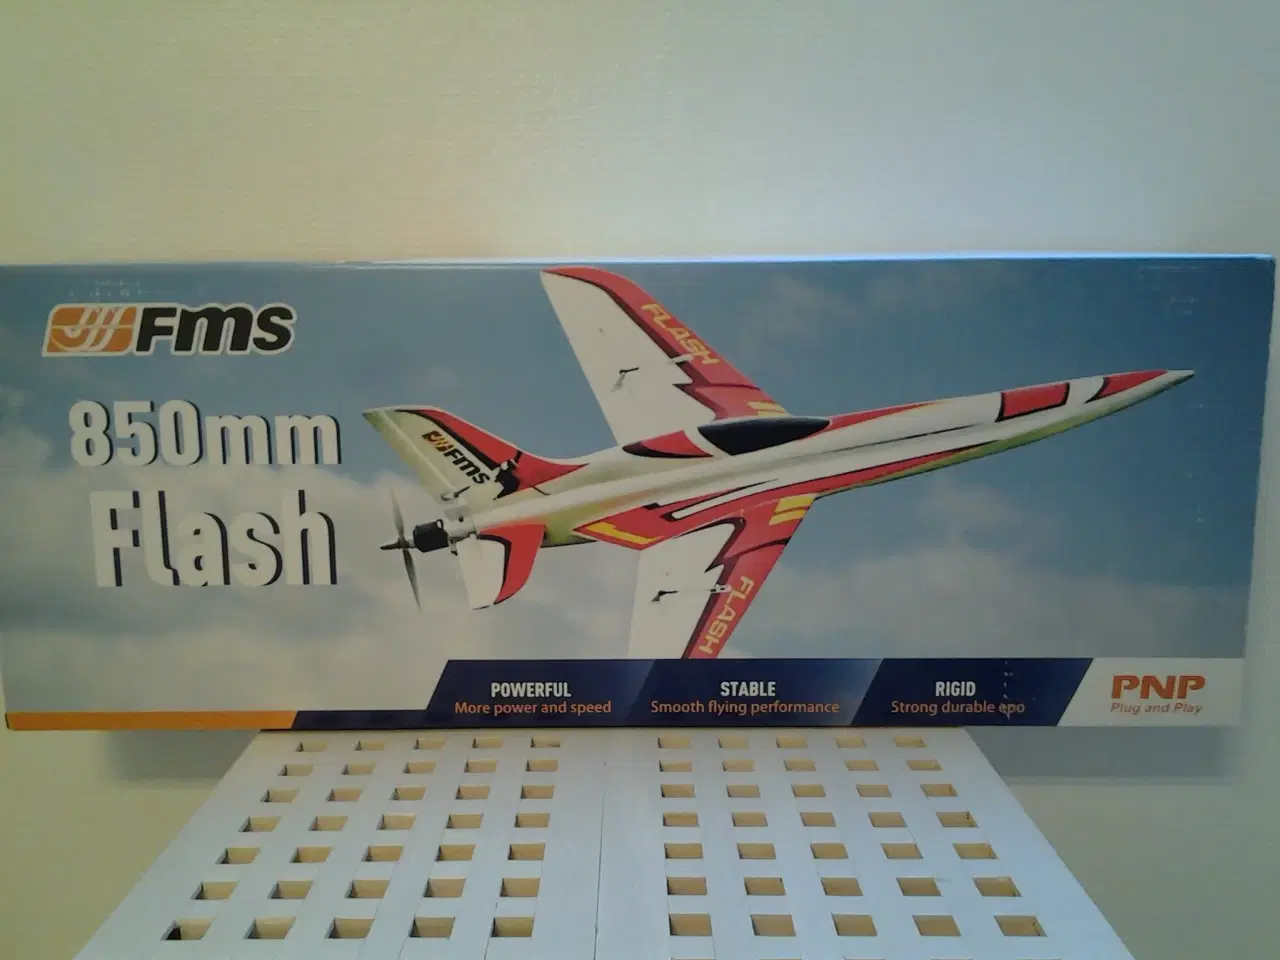 Fms
850mm
Flash
FLASH
Fms
FLASH
POWERFUL
More power and speed
STABLE
Smooth flying performance
RIGID
Strong durable epo
PNP
Plug and Play